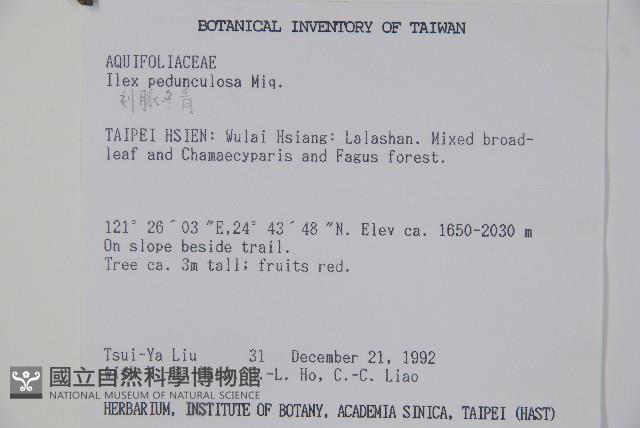 BOTANICAL INVENTORY OF TAIWAN
AQUIFOLIACEAE
Ilex pedunculosa Miq.
刻脈冬青
TAIPEI HSIEN: Wulai Hsiang: Lalashan. Mixed broad-
leaf and Chamaecyparis and Fagus forest.
121° 26´03 "E,24° 43´48 "N. Elev ca. 1650-2030 m
On slope beside trail.
Tree ca. 3m tall; fruits red.
Tsui-Ya Liu 31 December 21, 1992
-L. Ho, C.-C. Liao
國立自然科學博物館
NATIONAL MUSEUM OF NATURAL SCIENCE
HERBARIUM, INSTITUTE OF BOTANY, ACADEMIA SINICA, TAIPEI (HAST)